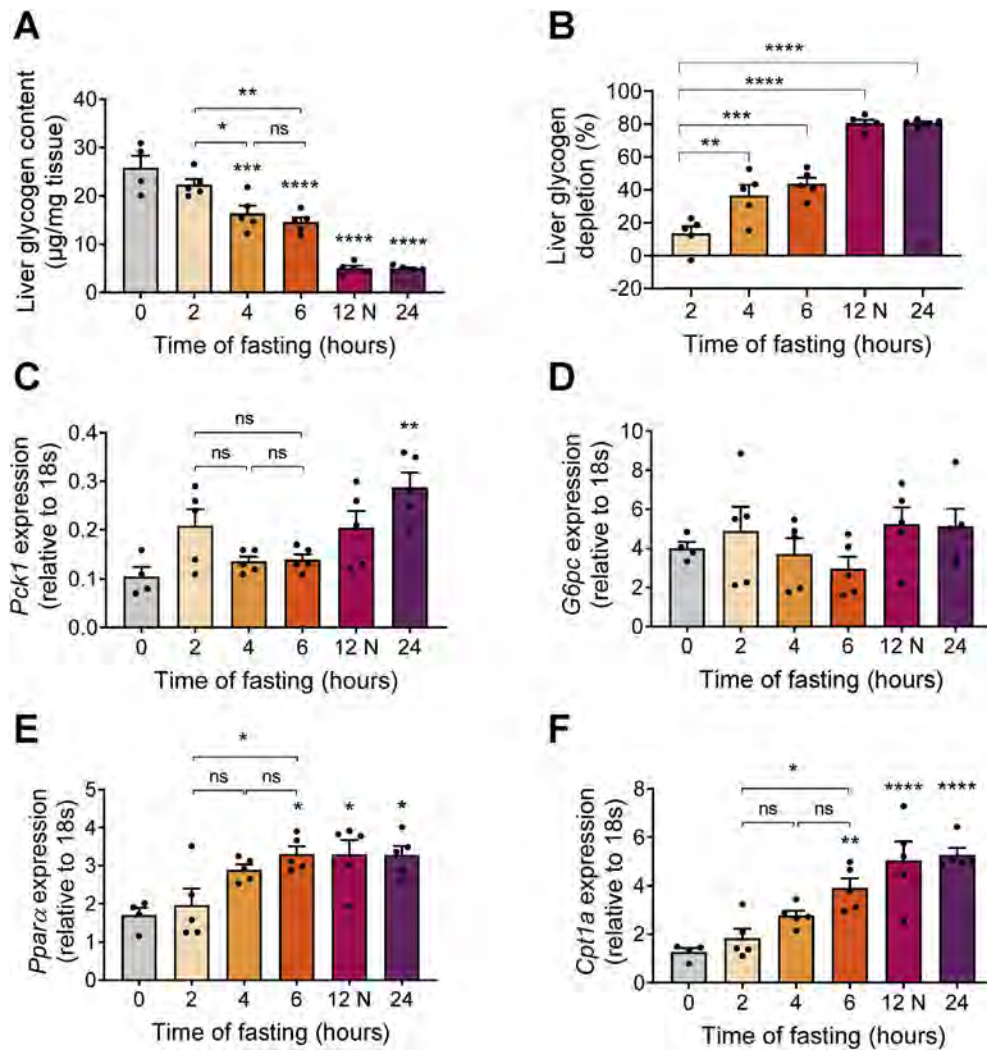 A
Liver glycogen content
(µg/mg tissue)
40
30
20
10
0
**
*
ns
***
****
****
****
0 2 4 6 12 N 24
Time of fasting (hours)
B
Liver glycogen
depletion (%)
100
80
60
40
20
0
-20
****
****
***
**
2 4 6 12 N 24
Time of fasting (hours)
C
Pck1 expression
(relative to 18s)
0.4
0.3
0.2
0.1
0.0
ns
ns ns
**
0 2 4 6 12 N 24
Time of fasting (hours)
D
G6pc expression
(relative to 18s)
10
8
6
4
2
0
0 2 4 6 12 N 24
Time of fasting (hours)
E
Pparα expression
(relative to 18s)
5
4
3
2
1
0
*
ns ns
* * *
0 2 4 6 12 N 24
Time of fasting (hours)
F
Cpt1a expression
(relative to 18s)
8
6
4
2
0
*
ns ns
**
**** ****
0 2 4 6 12 N 24
Time of fasting (hours)